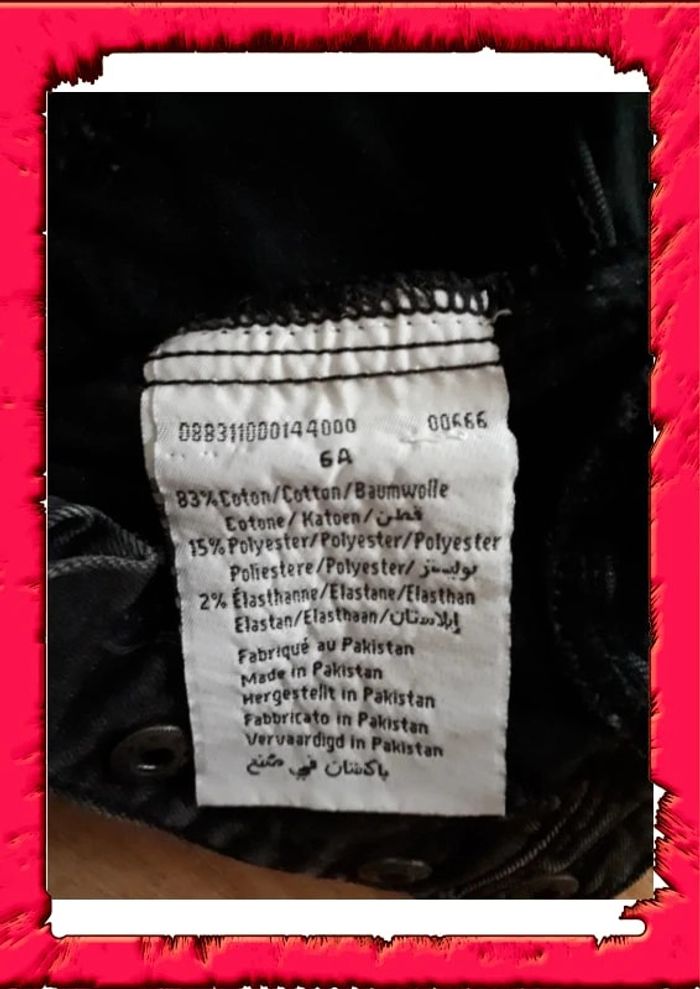 088311000144000 00666
6A
83% Coton/Cotton/Baumwolle
Cotone/Katoen/قطن
15% Polyester/Polyester/Polyester
Poliestere/Polyester/بوليستر
2% Élasthanne/Elastane/Elasthan
Elastan/Elasthaan/إيلاستان
Fabriqué au Pakistan
Made in Pakistan
Hergestellt in Pakistan
Fabbricato in Pakistan
Vervaardigd in Pakistan
باكستان في صنع